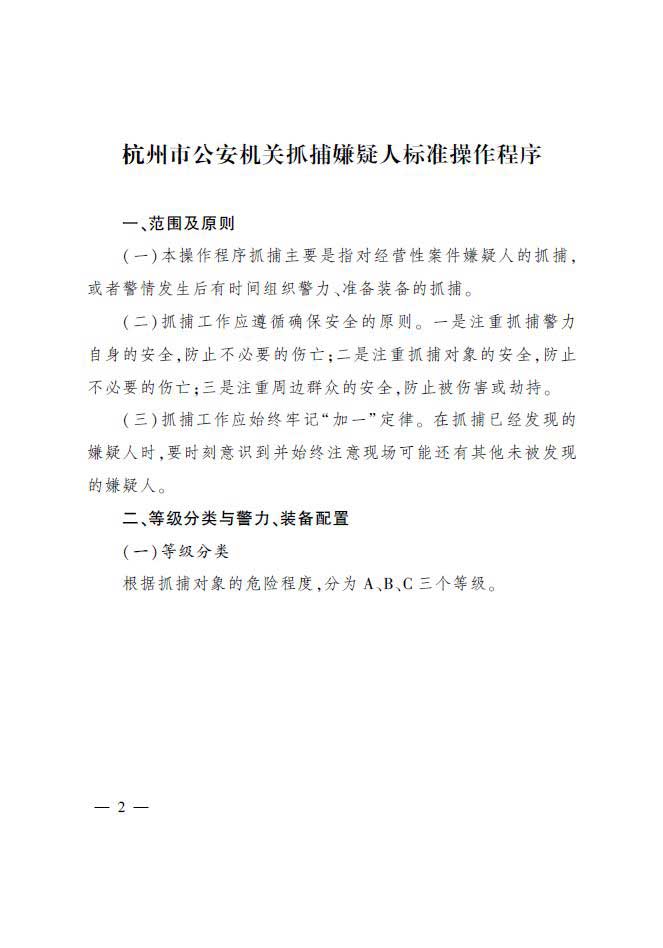 杭州市公安机关抓捕嫌疑人标准操作程序
一、范围及原则
(一)本操作程序抓捕主要是指对经营性案件嫌疑人的抓捕,
或者警情发生后有时间组织警力、准备装备的抓捕。
(二)抓捕工作应遵循确保安全的原则。一是注重抓捕警力
自身的安全,防止不必要的伤亡;二是注重抓捕对象的安全,防止
不必要的伤亡;三是注重周边群众的安全,防止被伤害或劫持。
(三)抓捕工作应始终牢记“加一”定律。在抓捕已经发现的
嫌疑人时,要时刻意识到并始终注意现场可能还有其他未被发现
的嫌疑人。
二、等级分类与警力、装备配置
(一)等级分类
根据抓捕对象的危险程度,分为 A、B、C 三个等级。
— 2 —